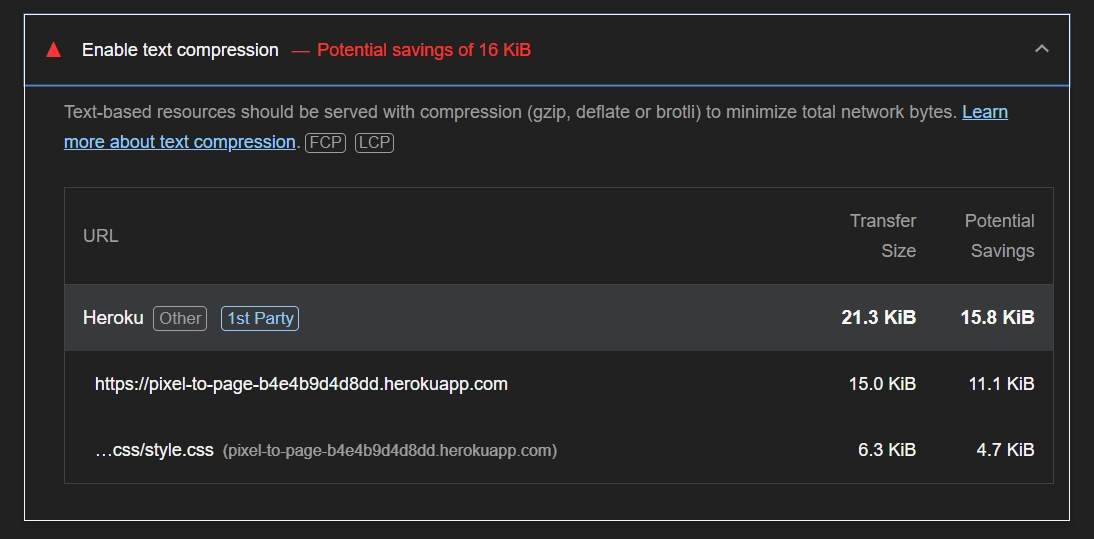 Enable text compression — Potential savings of 16 KiB
Text-based resources should be served with compression (gzip, deflate or brotli) to minimize total network bytes. Learn
more about text compression. FCP LCP
URL Transfer Size Potential Savings
Heroku Other 1st Party 21.3 KiB 15.8 KiB
https://pixel-to-page-b4e4b9d4d8dd.herokuapp.com 15.0 KiB 11.1 KiB
…css/style.css (pixel-to-page-b4e4b9d4d8dd.herokuapp.com) 6.3 KiB 4.7 KiB